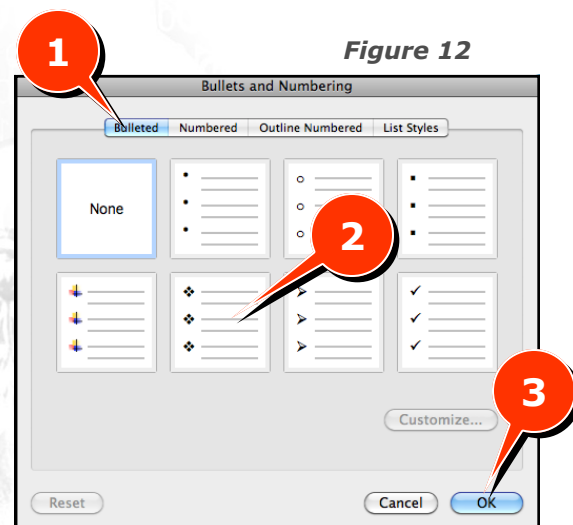 1
Figure 12
Bullets and Numbering
Bulleted Numbered Outline Numbered List Styles
None
2
3
Customize...
Reset Cancel OK